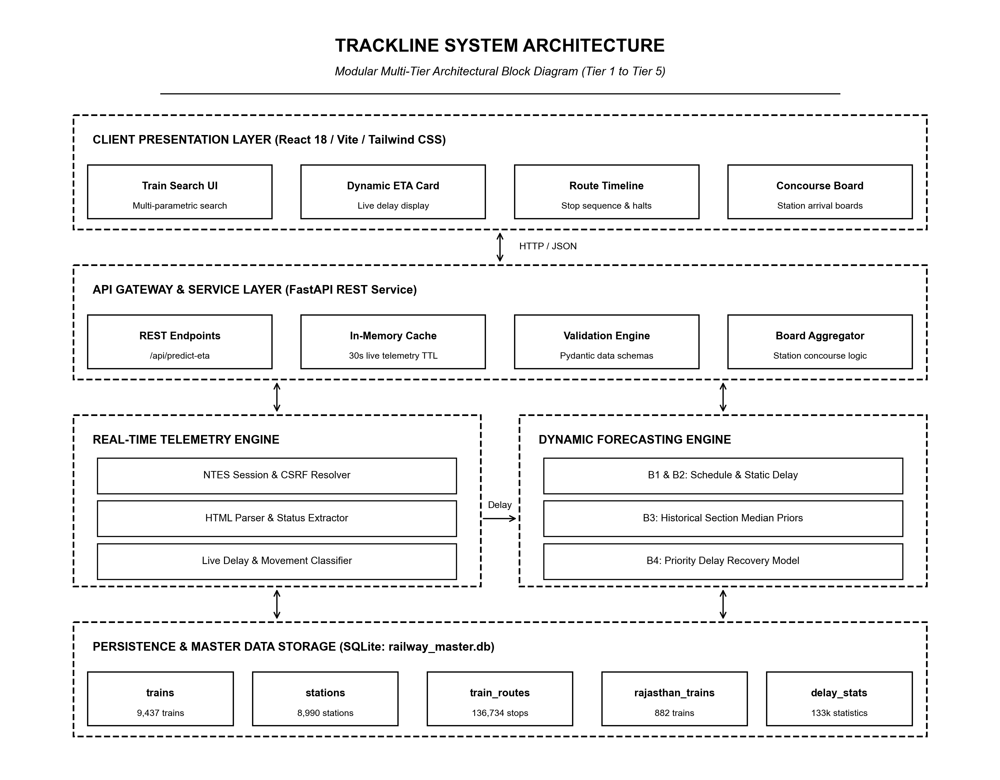 TRACKLINE SYSTEM ARCHITECTURE
Modular Multi-Tier Architectural Block Diagram (Tier 1 to Tier 5)
CLIENT PRESENTATION LAYER (React 18 / Vite / Tailwind CSS)
Train Search UI
Multi-parametric search
Dynamic ETA Card
Live delay display
Route Timeline
Stop sequence & halts
Concourse Board
Station arrival boards
HTTP / JSON
API GATEWAY & SERVICE LAYER (FastAPI REST Service)
REST Endpoints
/api/predict-eta
In-Memory Cache
30s live telemetry TTL
Validation Engine
Pydantic data schemas
Board Aggregator
Station concourse logic
REAL-TIME TELEMETRY ENGINE
NTES Session & CSRF Resolver
HTML Parser & Status Extractor
Live Delay & Movement Classifier
Delay
DYNAMIC FORECASTING ENGINE
B1 & B2: Schedule & Static Delay
B3: Historical Section Median Priors
B4: Priority Delay Recovery Model
PERSISTENCE & MASTER DATA STORAGE (SQLite: railway_master.db)
trains
9,437 trains
stations
8,990 stations
train_routes
136,734 stops
rajasthan_trains
882 trains
delay_stats
133k statistics